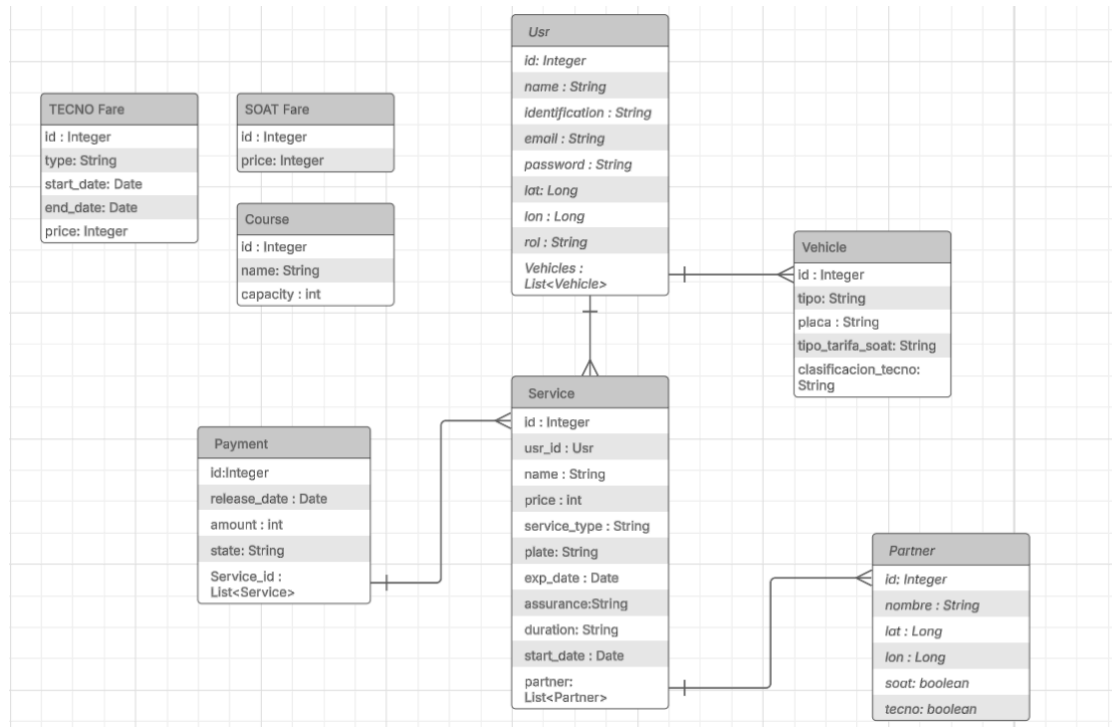 Usr
id: Integer
name : String
identification : String
email : String
password : String
lat: Long
lon : Long
rol : String
Vehicles :
List<Vehicle>
TECNO Fare
id : Integer
type: String
start_date: Date
end_date: Date
price: Integer
SOAT Fare
id : Integer
price: Integer
Course
id : Integer
name: String
capacity : int
Vehicle
id : Integer
tipo: String
placa : String
tipo_tarifa_soat: String
clasificacion_tecno:
String
Service
id : Integer
usr_id : Usr
name : String
price : int
service_type : String
plate: String
exp_date : Date
assurance:String
duration: String
start_date : Date
partner:
List<Partner>
Payment
id:Integer
release_date : Date
amount : int
state: String
Service_id :
List<Service>
Partner
id: Integer
nombre : String
lat : Long
lon : Long
soat: boolean
tecno: boolean